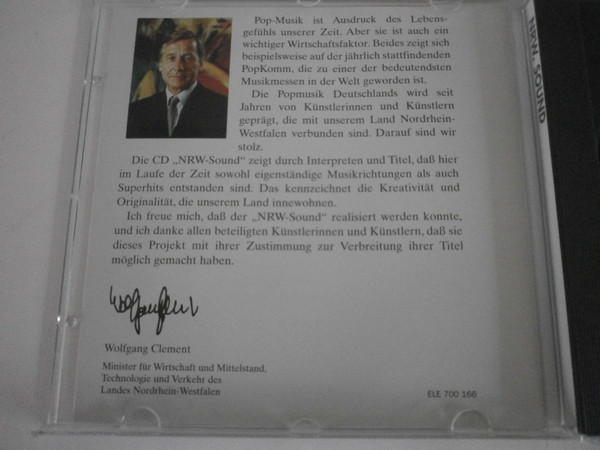 Pop-Musik ist Ausdruck des Lebens-
gefühls unserer Zeit. Aber sie ist auch ein
wichtiger Wirtschaftsfaktor. Beides zeigt sich
beispielsweise auf der jährlich stattfindenden
PopKomm, die zu einer der bedeutendsten
Musikmessen in der Welt geworden ist.
Die Popmusik Deutschlands wird seit
Jahren von Künstlerinnen und Künstlern
geprägt, die mit unserem Land Nordrhein-
Westfalen verbunden sind. Darauf sind wir
stolz.
Die CD „NRW-Sound“ zeigt durch Interpreten und Titel, daß hier
im Laufe der Zeit sowohl eigenständige Musikrichtungen als auch
Superhits entstanden sind. Das kennzeichnet die Kreativität und
Originalität, die unserem Land innewohnen.
Ich freue mich, daß der „NRW-Sound“ realisiert werden konnte,
und ich danke allen beteiligten Künstlerinnen und Künstlern, daß sie
dieses Projekt mit ihrer Zustimmung zur Verbreitung ihrer Titel
möglich gemacht haben.
Wolfgang Clement
Minister für Wirtschaft und Mittelstand,
Technologie und Verkehr des
Landes Nordrhein-Westfalen
ELE 700 166
NRW. SOUND